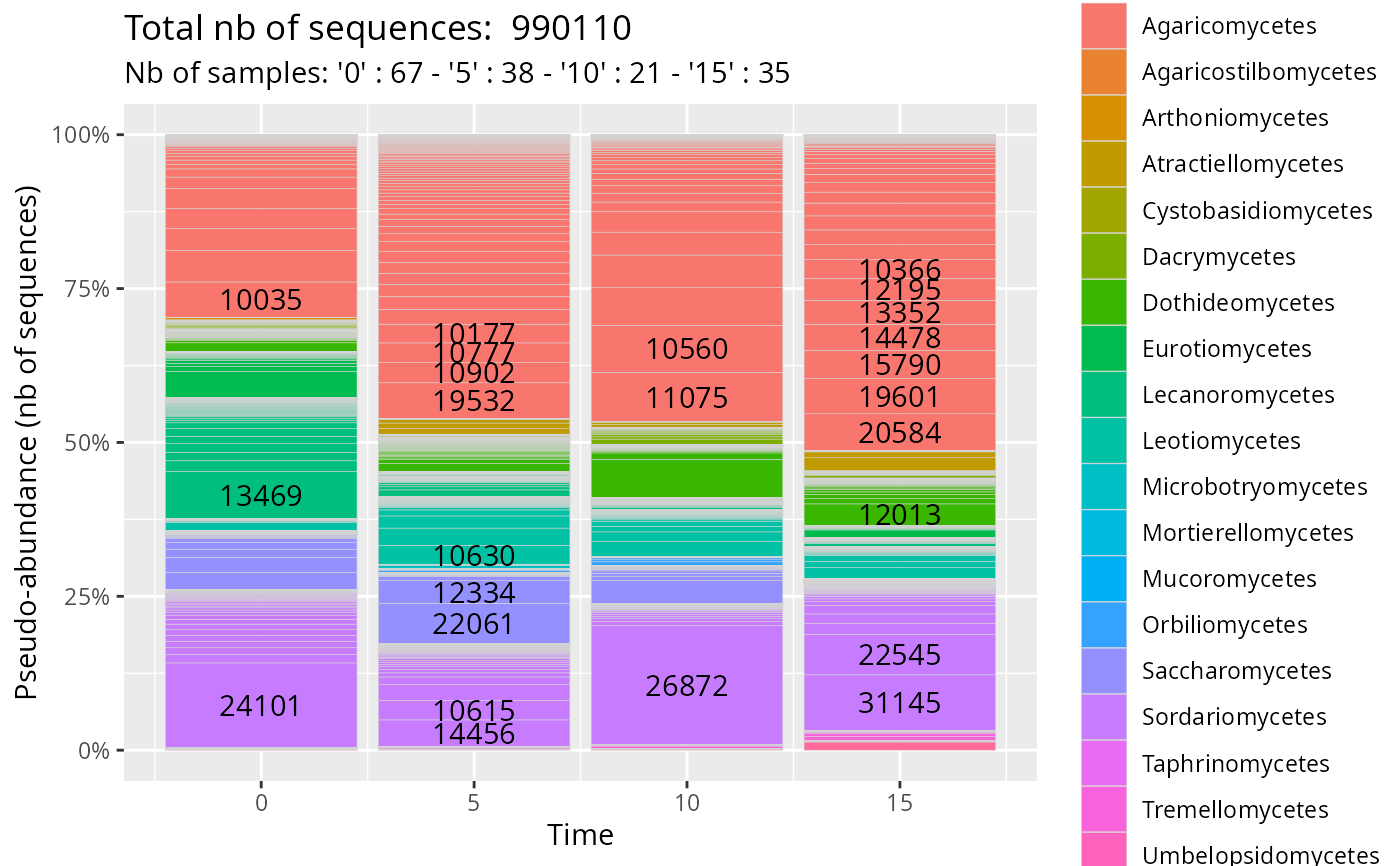 Total nb of sequences:  990110
Nb of samples: '0' : 67 - '5' : 38 - '10' : 21 - '15' : 35
Pseudo-abundance (nb of sequences)
100%
75%
50%
25%
0%
10035
13469
24101
10177
10777
10902
19532
10630
12334
22061
10615
14456
10560
11075
26872
10366
12195
13352
14478
15790
19601
20584
12013
22545
31145
0
5
10
15
Time
Agaricomycetes
Agaricostilbomycetes
Arthoniomycetes
Atractiellomycetes
Cystobasidiomycetes
Dacrymycetes
Dothideomycetes
Eurotiomycetes
Lecanoromycetes
Leotiomycetes
Microbotryomycetes
Mortierellomycetes
Mucoromycetes
Orbiliomycetes
Saccharomycetes
Sordariomycetes
Taphrinomycetes
Tremellomycetes
Umbelopsidomycetes